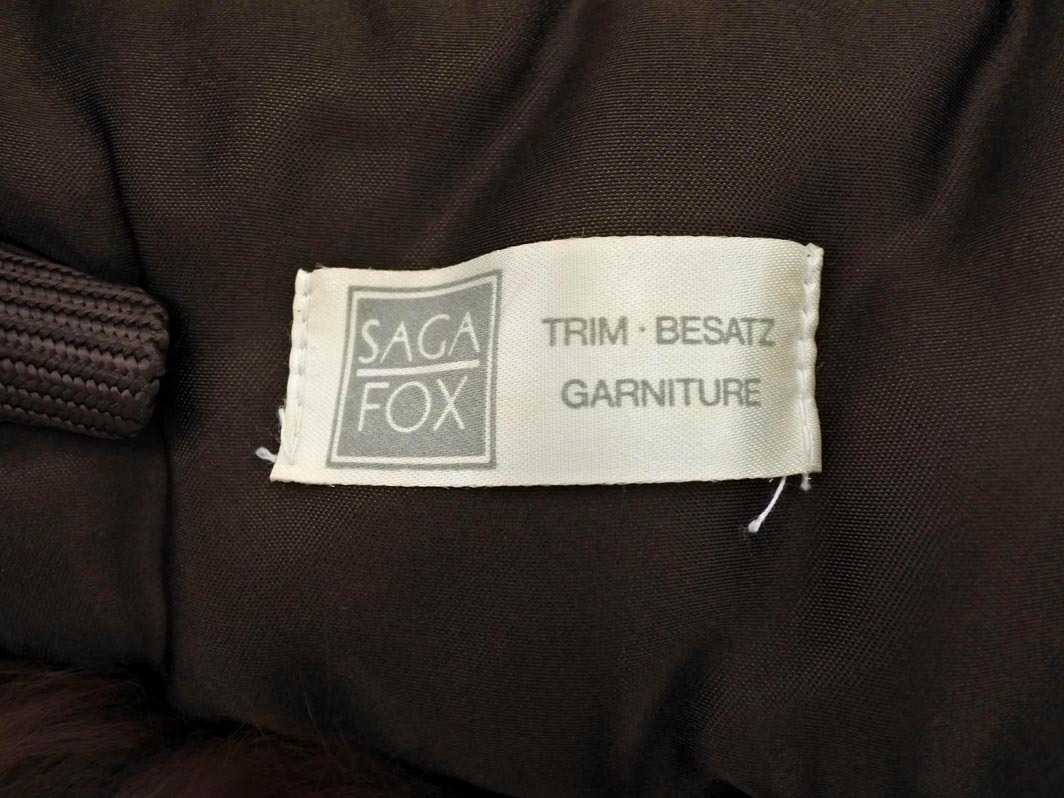 SAGA
FOX
TRIM · BESATZ
GARNITURE